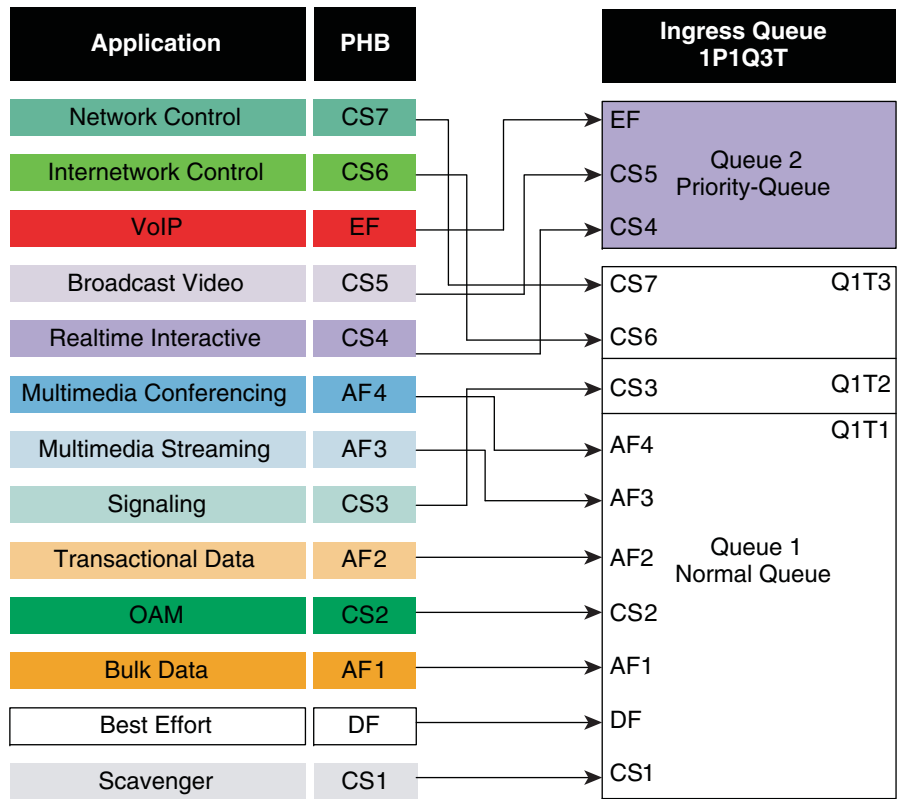 Application
PHB
Ingress Queue
1P1Q3T
Network Control
CS7
EF
Internetwork Control
CS6
CS5
Queue 2
Priority-Queue
VoIP
EF
CS4
Broadcast Video
CS5
CS7
Q1T3
Realtime Interactive
CS4
CS6
Multimedia Conferencing
AF4
CS3
Q1T2
Multimedia Streaming
AF3
AF4
Q1T1
Signaling
CS3
AF3
Transactional Data
AF2
AF2
Queue 1
Normal Queue
OAM
CS2
CS2
Bulk Data
AF1
AF1
Best Effort
DF
DF
Scavenger
CS1
CS1